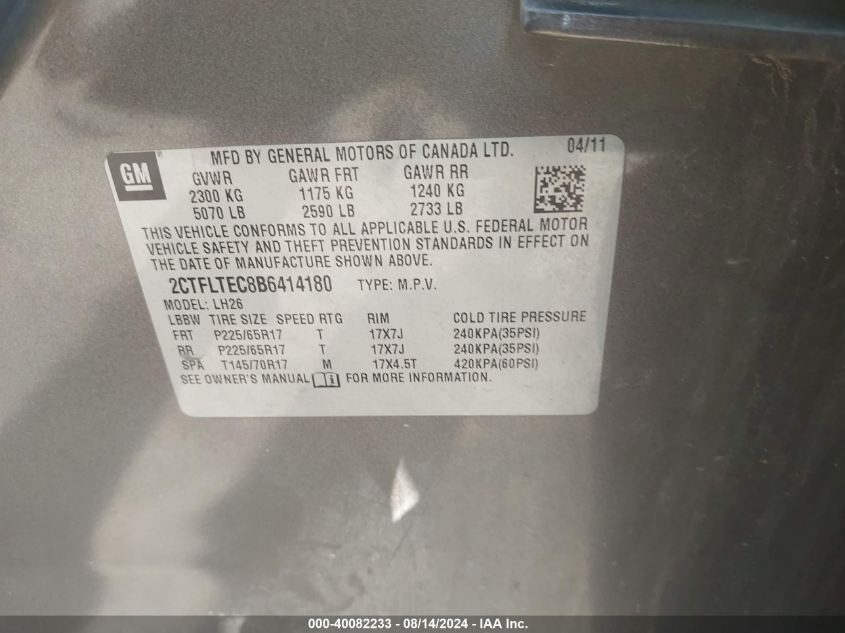 GM
MFD BY GENERAL MOTORS OF CANADA LTD. 04/11
GVWR GAWR FRT GAWR RR
2300 KG 1175 KG 1240 KG
5070 LB 2590 LB 2733 LB
THIS VEHICLE CONFORMS TO ALL APPLICABLE U.S. FEDERAL MOTOR
VEHICLE SAFETY AND THEFT PREVENTION STANDARDS IN EFFECT ON
THE DATE OF MANUFACTURE SHOWN ABOVE.
2CTFLTEC8B6414180 TYPE: M.P.V.
MODEL: LH26
LBBW TIRE SIZE SPEED RTG RIM COLD TIRE PRESSURE
FRT P225/65R17 T 17X7J 240KPA(35PSI)
RR P225/65R17 T 17X7J 240KPA(35PSI)
SPA T145/70R17 M 17X4.5T 420KPA(60PSI)
SEE OWNER'S MANUAL i FOR MORE INFORMATION.
000-40082233 - 08/14/2024 - IAA Inc.